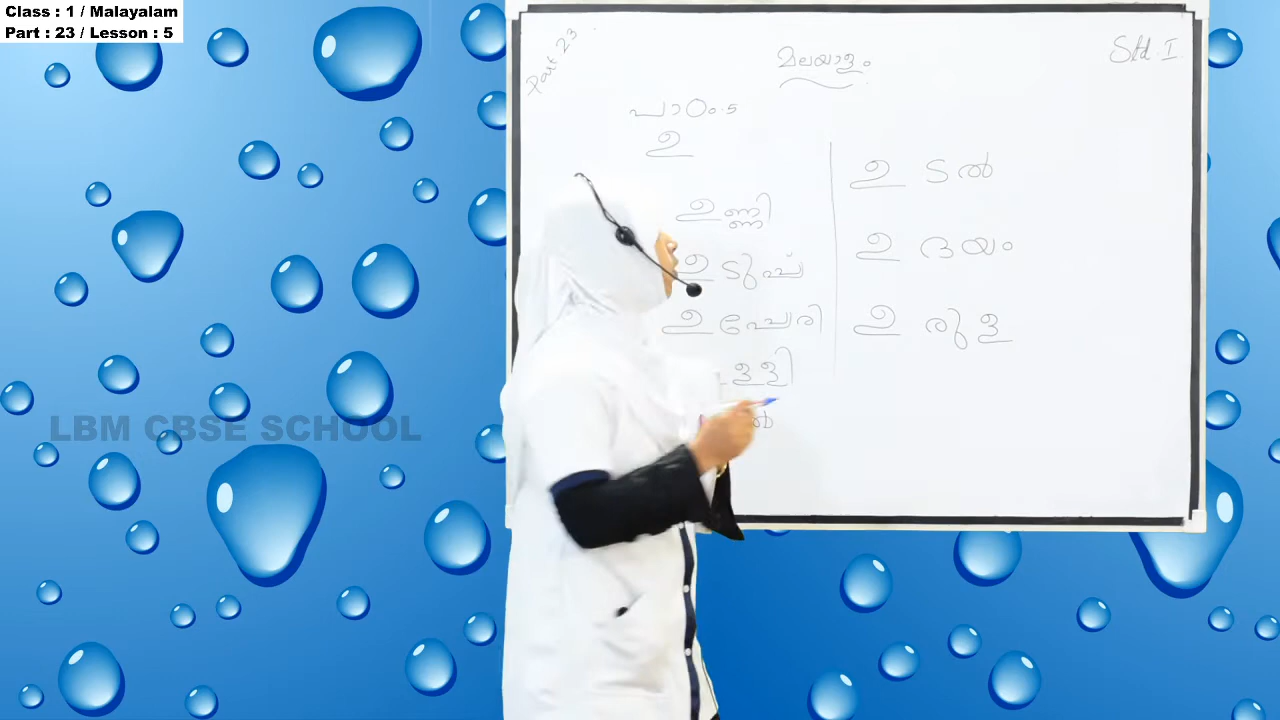 Class : 1 / Malayalam
Part : 23 / Lesson : 5
Part 23
മലയാളം
Std. I
പാഠം.5
ഉ
ഉണ്ണി
ഉടുപ്പ്
ഉപ്പേരി
ഉടൽ
ഉദയം
ഉരുള
LBM CBSE SCHOOL